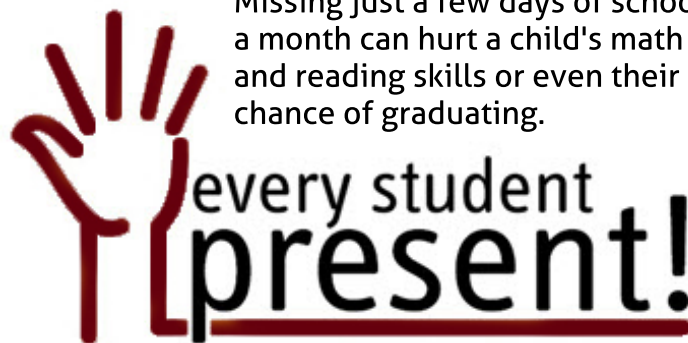 Missing just a few days of school
a month can hurt a child's math
and reading skills or even their
chance of graduating.
every student
present!